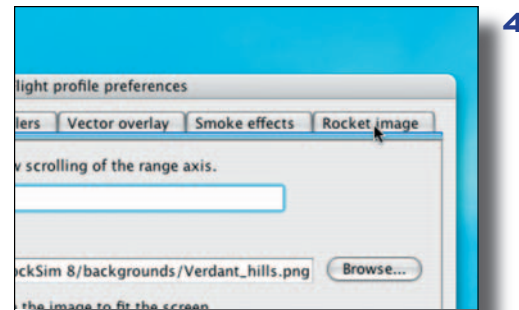 4
light profile preferences
lers Vector overlay Smoke effects Rocket image
scrolling of the range axis.
ckSim 8/backgrounds/Verdant_hills.png Browse...
the image to fit the screen